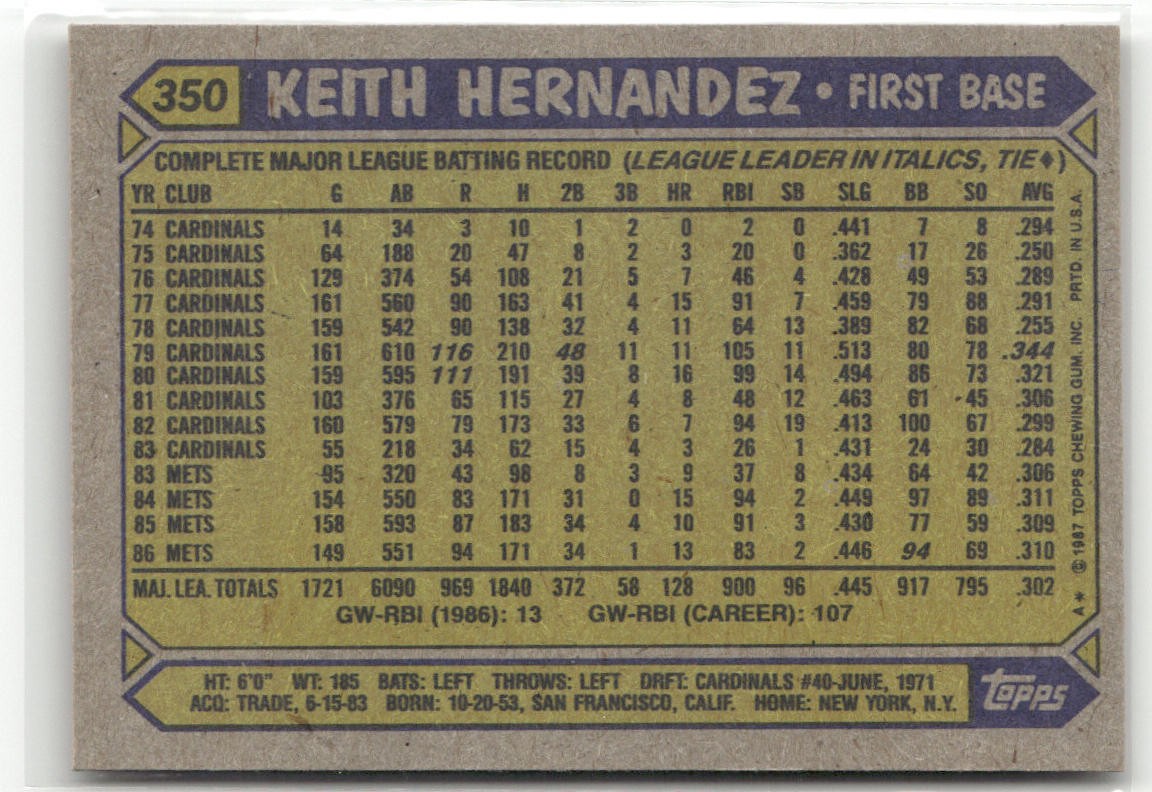 350 KEITH HERNANDEZ • FIRST BASE
COMPLETE MAJOR LEAGUE BATTING RECORD (LEAGUE LEADER IN ITALICS, TIE♦)
YR CLUB G AB R H 2B 3B HR RBI SB SLG BB SO AVG
74 CARDINALS 14 34 3 10 1 2 0 2 0 .441 7 8 .294
75 CARDINALS 64 188 20 47 8 2 3 20 0 .362 17 26 .250
76 CARDINALS 129 374 54 108 21 5 7 46 4 .428 49 53 .289
77 CARDINALS 161 560 90 163 41 4 15 91 7 .459 79 88 .291
78 CARDINALS 159 542 90 138 32 4 11 64 13 .389 82 68 .255
79 CARDINALS 161 610 116 210 48 11 11 105 11 .513 80 78 .344
80 CARDINALS 159 595 111 191 39 8 16 99 14 .494 86 73 .321
81 CARDINALS 103 376 65 115 27 4 8 48 12 .463 61 45 .306
82 CARDINALS 160 579 79 173 33 6 7 94 19 .413 100 67 .299
83 CARDINALS 55 218 34 62 15 4 3 26 1 .431 24 30 .284
83 METS 95 320 43 98 8 3 9 37 8 .434 64 42 .306
84 METS 154 550 83 171 31 0 15 94 2 .449 97 89 .311
85 METS 158 593 87 183 34 4 10 91 3 .430 77 59 .309
86 METS 149 551 94 171 34 1 13 83 2 .446 94 69 .310
MAJ. LEA. TOTALS 1721 6090 969 1840 372 58 128 900 96 .445 917 795 .302
GW-RBI (1986): 13 GW-RBI (CAREER): 107
A* ©1987 TOPPS CHEWING GUM, INC. PRTD. IN U.S.A.
HT: 6'0" WT: 185 BATS: LEFT THROWS: LEFT DRFT: CARDINALS #40-JUNE, 1971
ACQ: TRADE, 6-15-83 BORN: 10-20-53, SAN FRANCISCO, CALIF. HOME: NEW YORK, N.Y.
topps